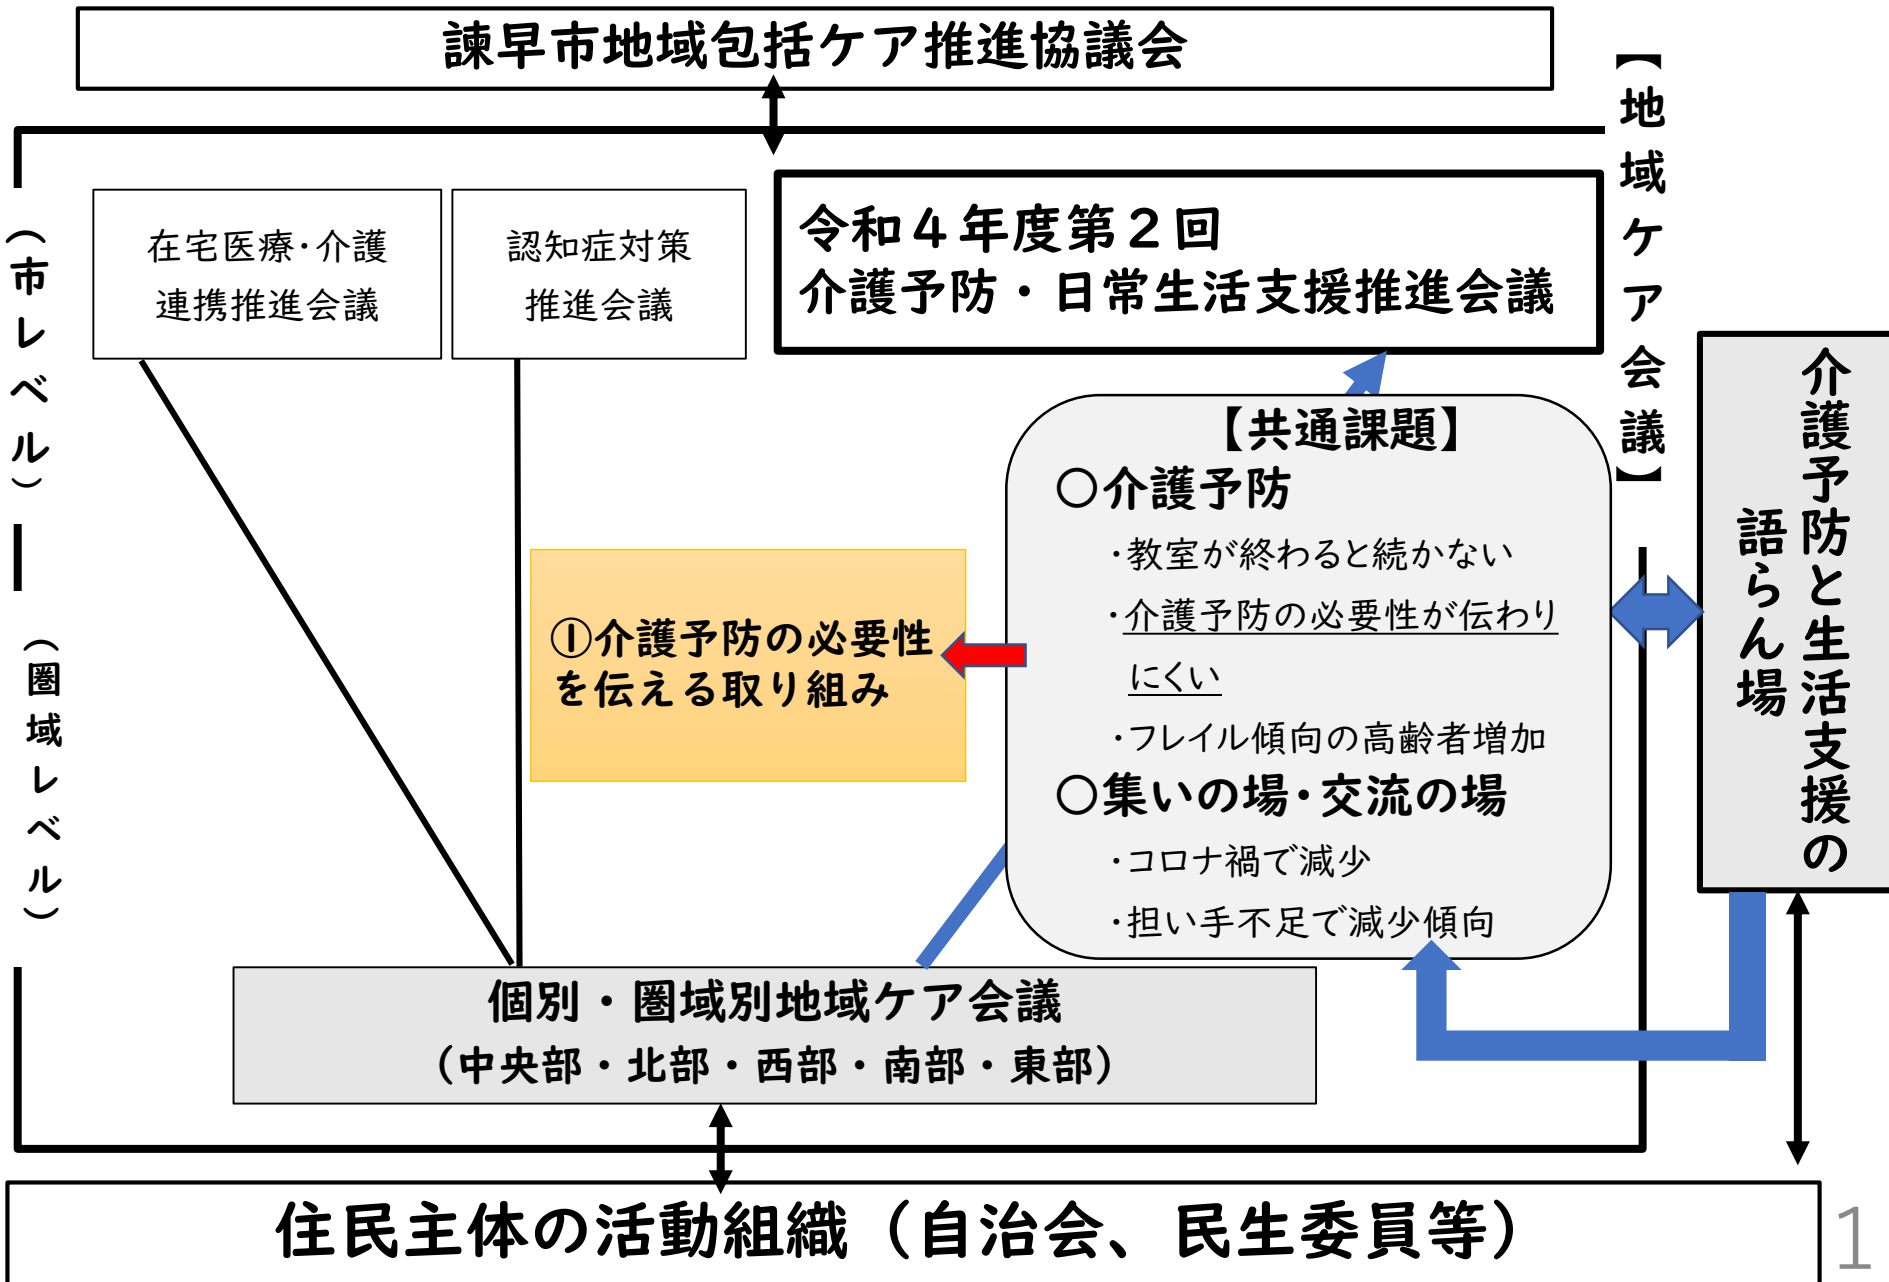 諫早市地域包括ケア推進協議会
【地域ケア会議】
（市レベル）
在宅医療・介護
連携推進会議
認知症対策
推進会議
令和４年度第２回
介護予防・日常生活支援推進会議
【共通課題】
○介護予防
・教室が終わると続かない
・介護予防の必要性が伝わり
にくい
・フレイル傾向の高齢者増加
○集いの場・交流の場
・コロナ禍で減少
・担い手不足で減少傾向
①介護予防の必要性
を伝える取り組み
介護予防と生活支援の
語らん場
（圏域レベル）
個別・圏域別地域ケア会議
（中央部・北部・西部・南部・東部）
住民主体の活動組織（自治会、民生委員等）
1